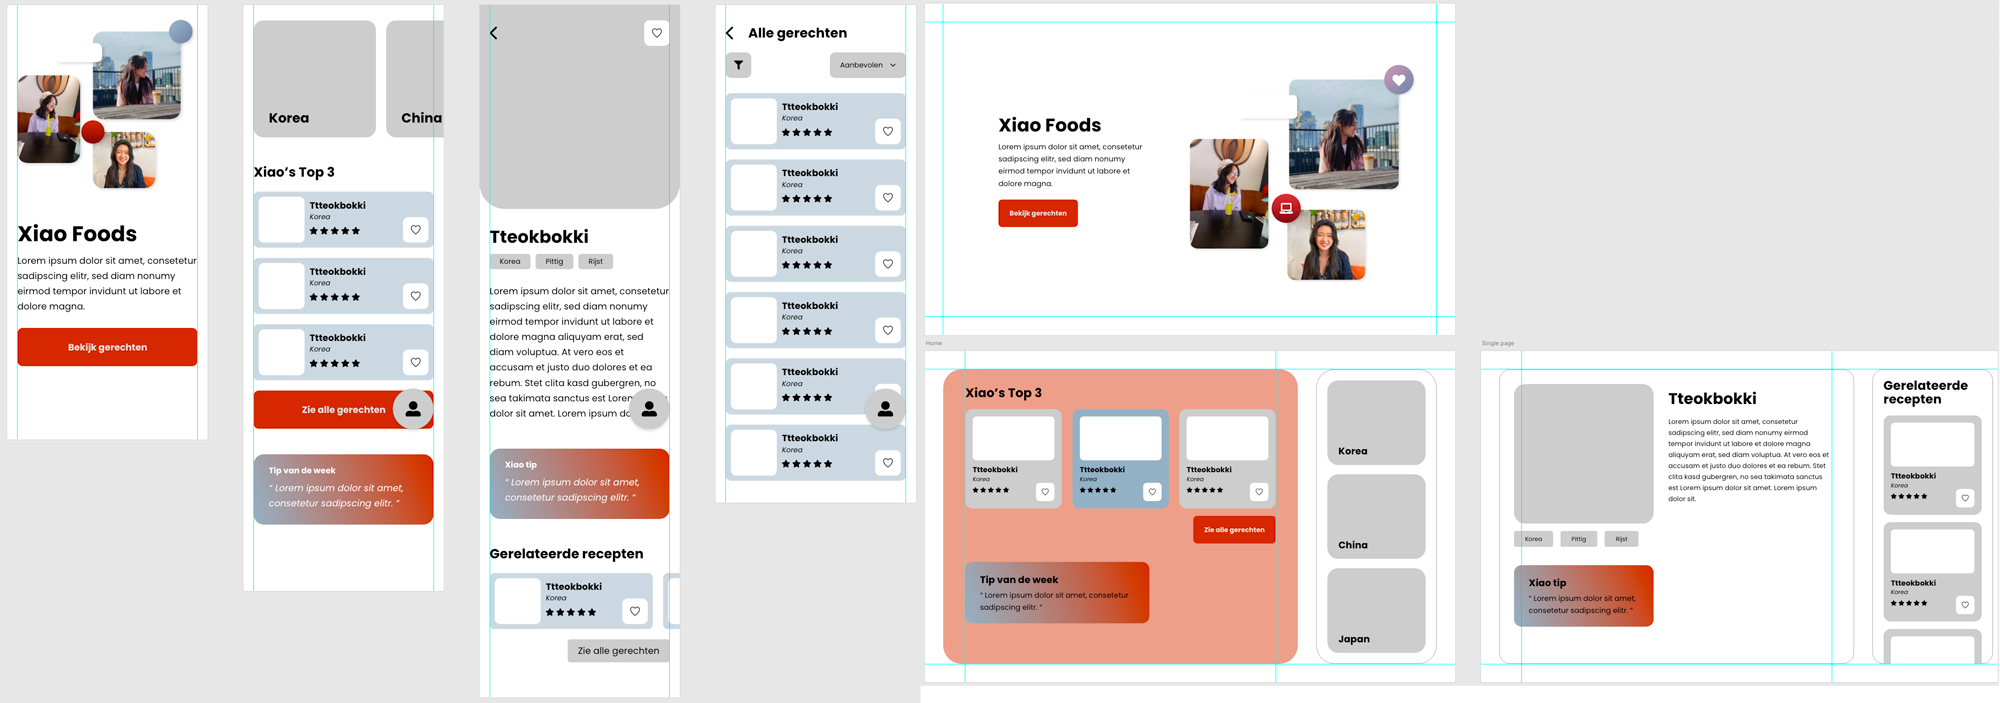 Xiao Foods
Lorem ipsum dolor sit amet, consetetur
sadipscing elitr, sed diam nonumy
eirmod tempor invidunt ut labore et
dolore magna.
Bekijk gerechten
Korea
China
Xiao's Top 3
Ttteokbokki
Korea
Ttteokbokki
Korea
Ttteokbokki
Korea
Zie alle gerechten
Tip van de week
" Lorem ipsum dolor sit amet,
consetetur sadipscing elitr. "
Tteokbokki
Korea
Pittig
Rijst
Lorem ipsum dolor sit amet, consetetur
sadipscing elitr, sed diam nonumy
eirmod tempor invidunt ut labore et
dolore magna aliquyam erat, sed
diam voluptua. At vero eos et
accusam et justo duo dolores et ea
rebum. Stet clita kasd gubergren, no
sea takimata sanctus est Lorem
dolor sit amet. Lorem ipsum do
Xiao tip
" Lorem ipsum dolor sit amet,
consetetur sadipscing elitr. "
Gerelateerde recepten
Ttteokbokki
Korea
Zie alle gerechten
Alle gerechten
Aanbevolen
Ttteokbokki
Korea
Ttteokbokki
Korea
Ttteokbokki
Korea
Ttteokbokki
Korea
Ttteokbokki
Korea
Ttteokbokki
Korea
Xiao Foods
Lorem ipsum dolor sit amet, consetetur
sadipscing elitr, sed diam nonumy
eirmod tempor invidunt ut labore et
dolore magna.
Bekijk gerechten
Home
Xiao's Top 3
Ttteokbokki
Korea
Ttteokbokki
Korea
Ttteokbokki
Korea
Zie alle gerechten
Tip van de week
" Lorem ipsum dolor sit amet, consetetur
sadipscing elitr. "
Korea
China
Japan
Single page
Tteokbokki
Lorem ipsum dolor sit amet, consetetur
sadipscing elitr, sed diam nonumy eirmod
tempor invidunt ut labore et dolore magna
aliquyam erat, sed diam voluptua. At vero eos et
accusam et justo duo dolores et ea rebum. Stet
clita kasd gubergren, no sea takimata sanctus
est Lorem ipsum dolor sit amet. Lorem ipsum
dolor sit.
Korea
Pittig
Rijst
Xiao tip
" Lorem ipsum dolor sit amet,
consetetur sadipscing elitr. "
Gerelateerde
recepten
Ttteokbokki
Korea
Ttteokbokki
Korea